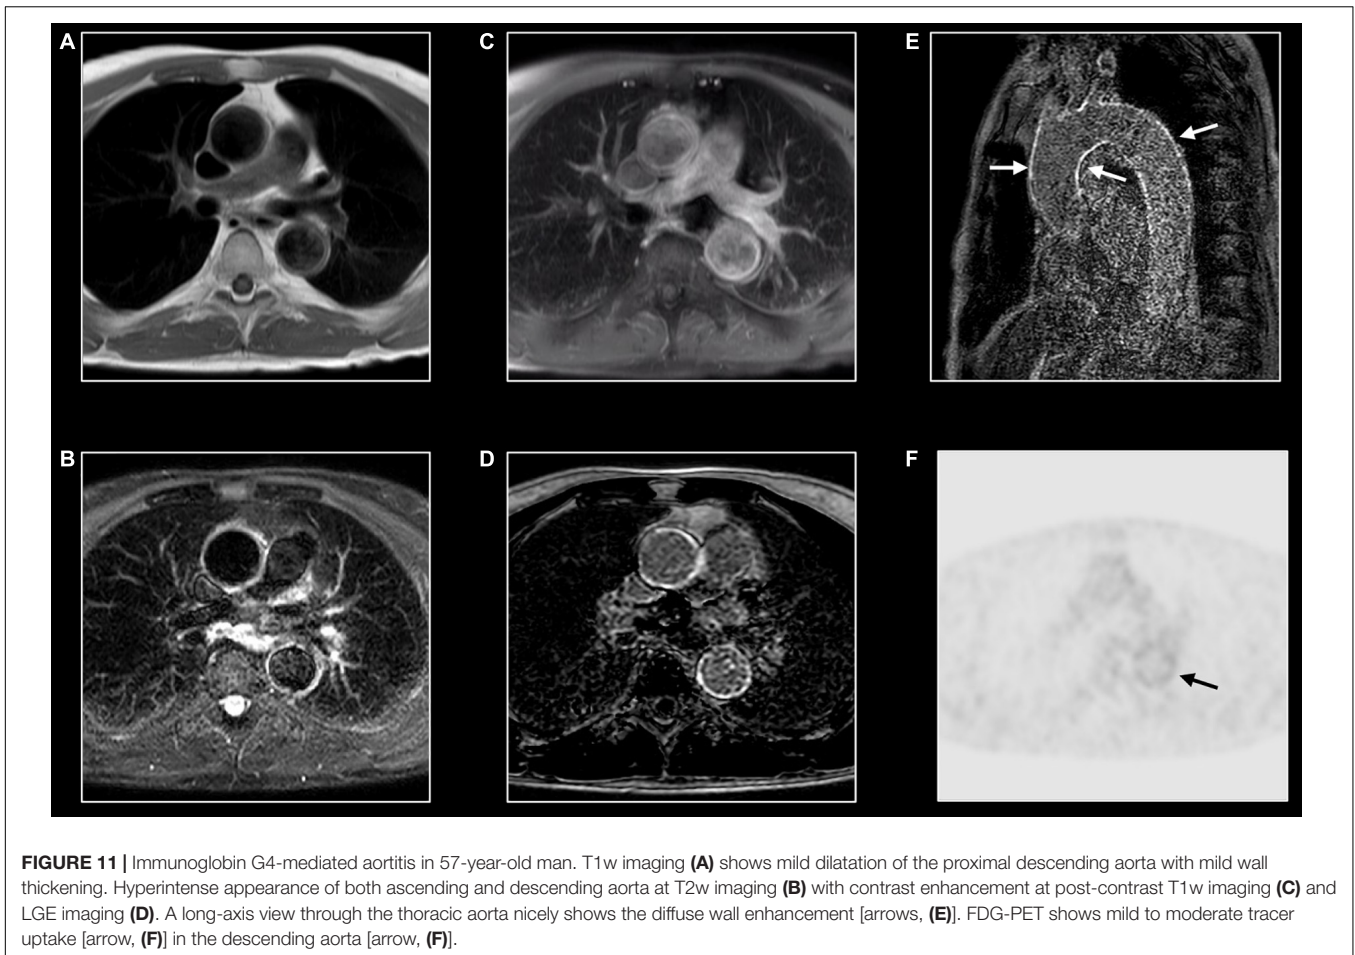 A
C
E
B
D
F
FIGURE 11 | Immunoglobin G4-mediated aortitis in 57-year-old man. T1w imaging (A) shows mild dilatation of the proximal descending aorta with mild wall
thickening. Hyperintense appearance of both ascending and descending aorta at T2w imaging (B) with contrast enhancement at post-contrast T1w imaging (C) and
LGE imaging (D). A long-axis view through the thoracic aorta nicely shows the diffuse wall enhancement [arrows, (E)]. FDG-PET shows mild to moderate tracer
uptake [arrow, (F)] in the descending aorta [arrow, (F)].